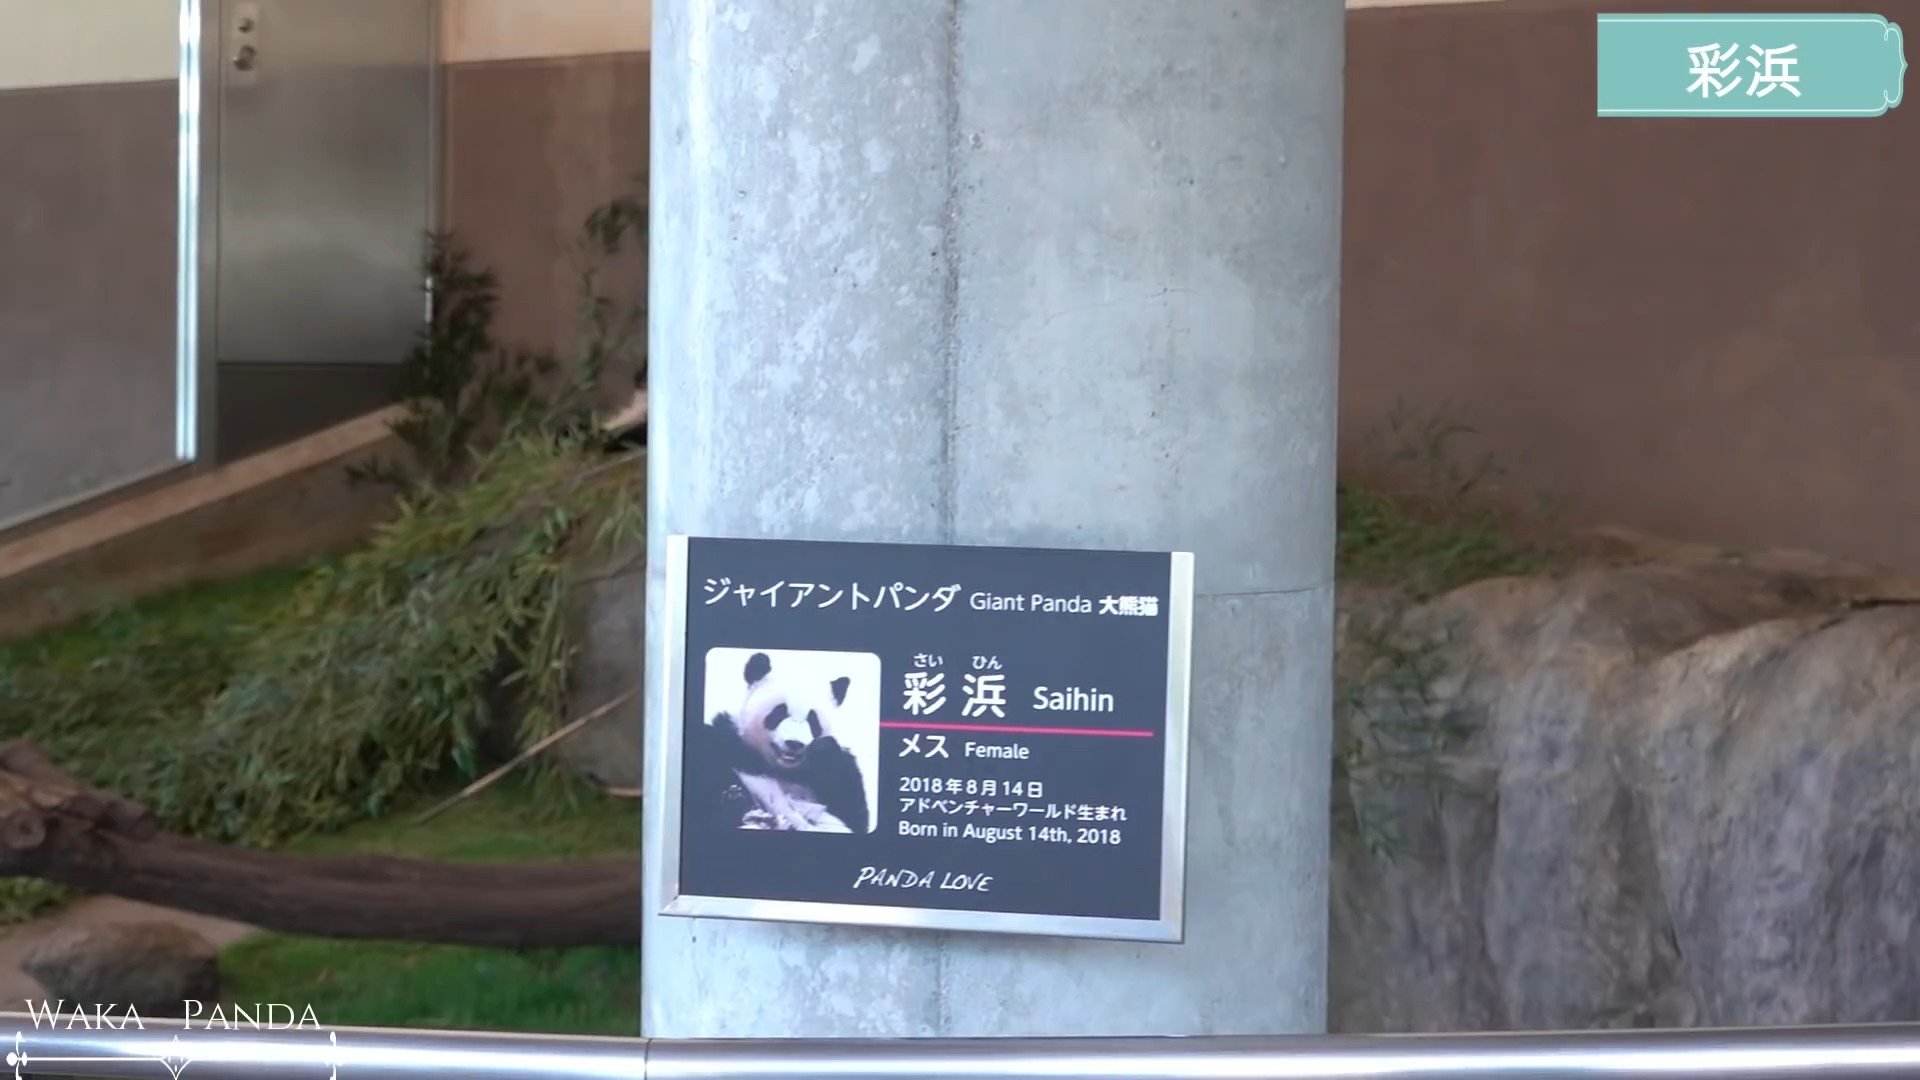 彩浜
ジャイアントパンダ Giant Panda 大熊猫
さい ひん
彩浜 Saihin
メス Female
2018年8月14日
アドベンチャーワールド生まれ
Born in August 14th, 2018
PANDA LOVE
WAKA PANDA